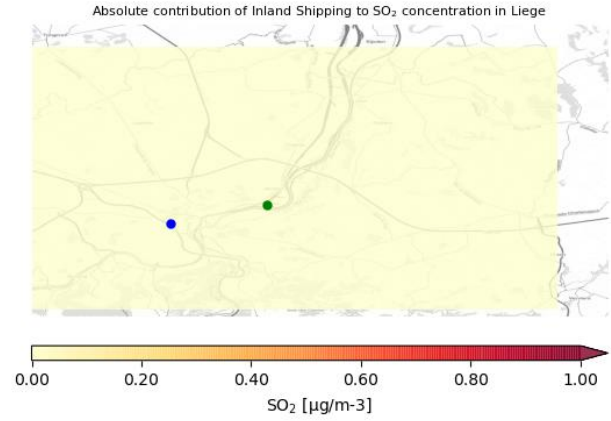 Absolute contribution of Inland Shipping to SO₂ concentration in Liege
0.00 0.20 0.40 0.60 0.80 1.00
SO₂ [µg/m-3]